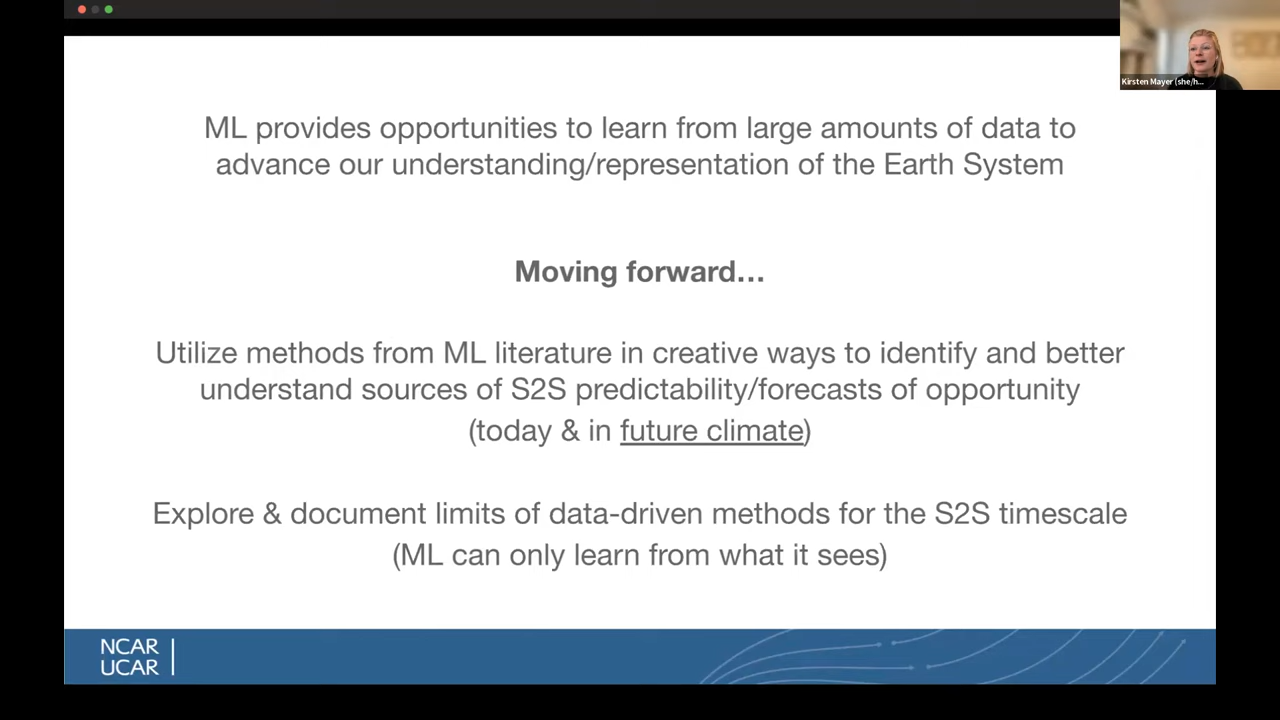 Kirsten Mayer (she/h...
ML provides opportunities to learn from large amounts of data to
advance our understanding/representation of the Earth System
Moving forward...
Utilize methods from ML literature in creative ways to identify and better
understand sources of S2S predictability/forecasts of opportunity
(today & in future climate)
Explore & document limits of data-driven methods for the S2S timescale
(ML can only learn from what it sees)
NCAR
UCAR